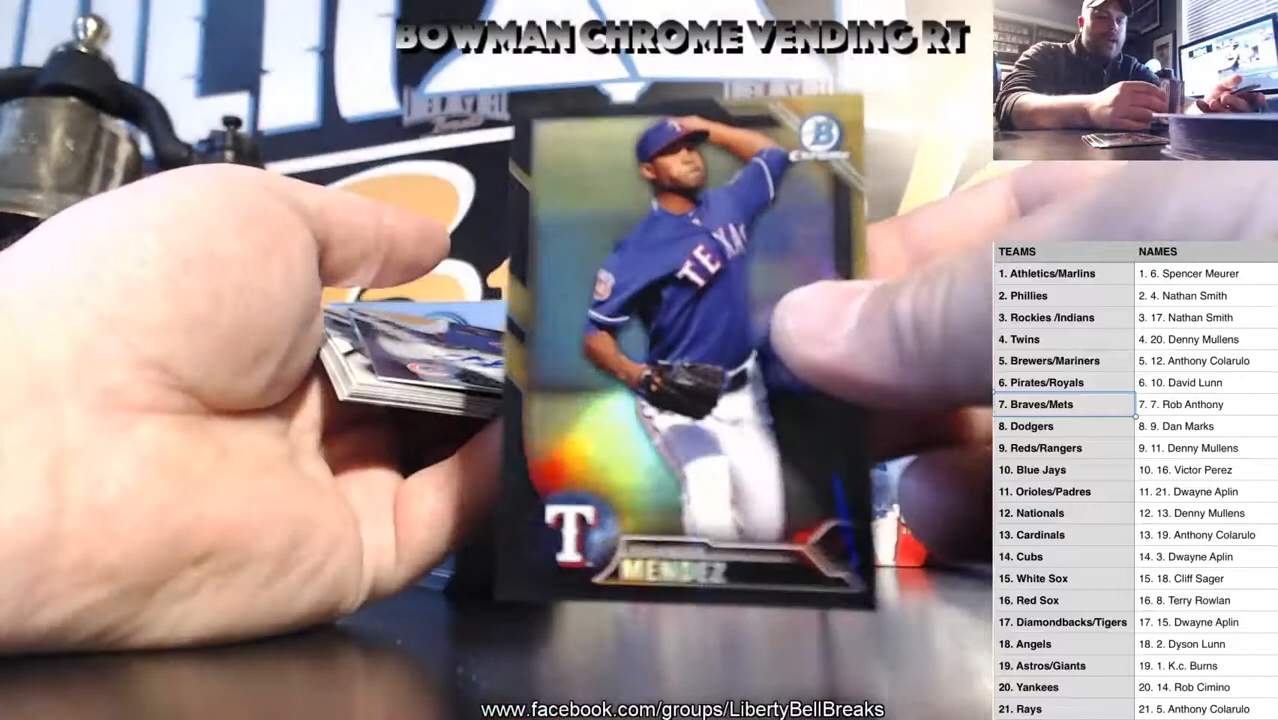 BOWMAN CHROME VENDING RT
B
CHROME
TEXAS
T
MENDEZ
TEAMS NAMES
1. Athletics/Marlins 1. 6. Spencer Meurer
2. Phillies 2. 4. Nathan Smith
3. Rockies /Indians 3. 17. Nathan Smith
4. Twins 4. 20. Denny Mullens
5. Brewers/Mariners 5. 12. Anthony Colarulo
6. Pirates/Royals 6. 10. David Lunn
7. Braves/Mets 7. 7. Rob Anthony
8. Dodgers 8. 9. Dan Marks
9. Reds/Rangers 9. 11. Denny Mullens
10. Blue Jays 10. 16. Victor Perez
11. Orioles/Padres 11. 21. Dwayne Aplin
12. Nationals 12. 13. Denny Mullens
13. Cardinals 13. 19. Anthony Colarulo
14. Cubs 14. 3. Dwayne Aplin
15. White Sox 15. 18. Cliff Sager
16. Red Sox 16. 8. Terry Rowlan
17. Diamondbacks/Tigers 17. 15. Dwayne Aplin
18. Angels 18. 2. Dyson Lunn
19. Astros/Giants 19. 1. K.c. Burns
20. Yankees 20. 14. Rob Cimino
21. Rays 21. 5. Anthony Colarulo
www.facebook.com/groups/LibertyBellBreaks